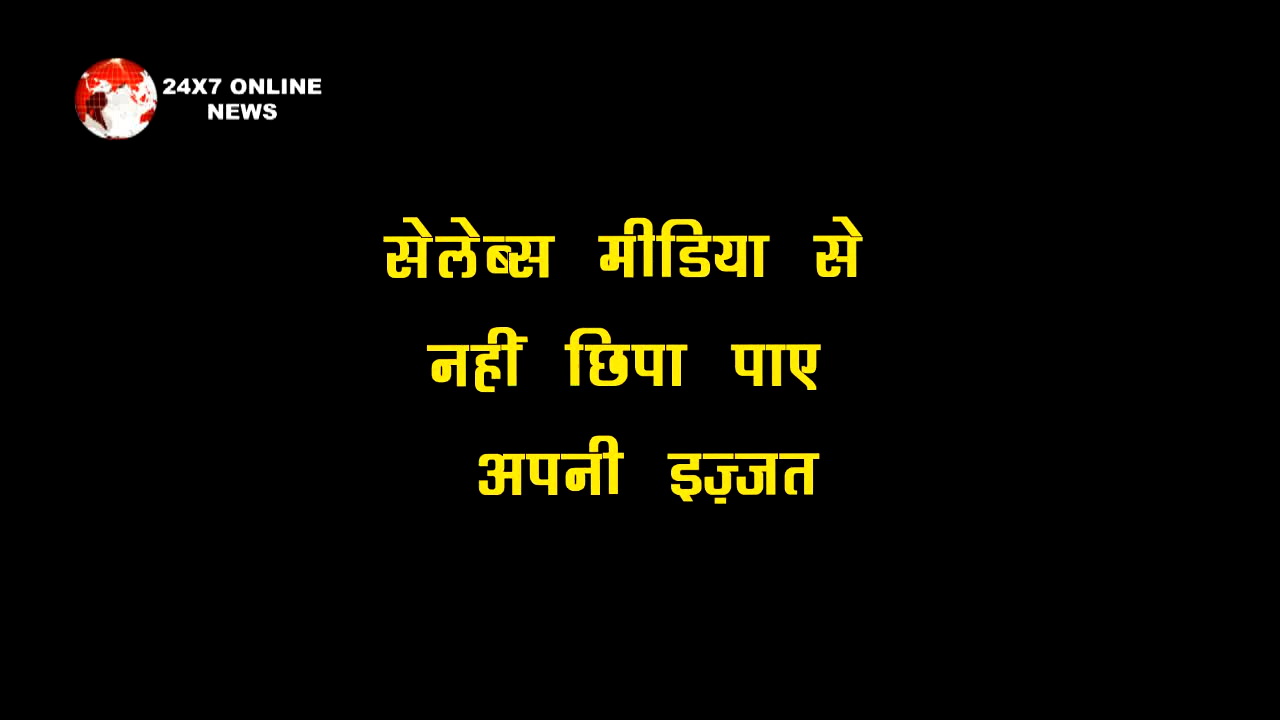 24X7 ONLINE
NEWS
सेलेब्स मीडिया से
नहीं छिपा पाए
अपनी इज़्जत